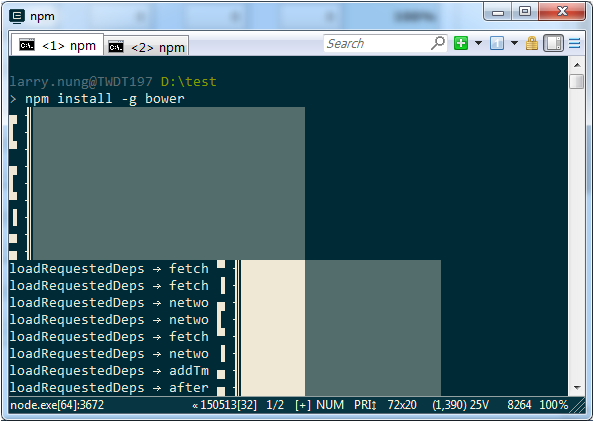 npm
<1> npm
<2> npm
Search
larry.nung@TWDT197 D:\test
> npm install -g bower
loadRequestedDeps → fetch
loadRequestedDeps → fetch
loadRequestedDeps → netwo
loadRequestedDeps → netwo
loadRequestedDeps → fetch
loadRequestedDeps → netwo
loadRequestedDeps → addTm
loadRequestedDeps → after
node.exe[64]:3672 «150513[32] 1/2 [+] NUM PRI↕ 72x20 (1,390) 25V 8264 100%